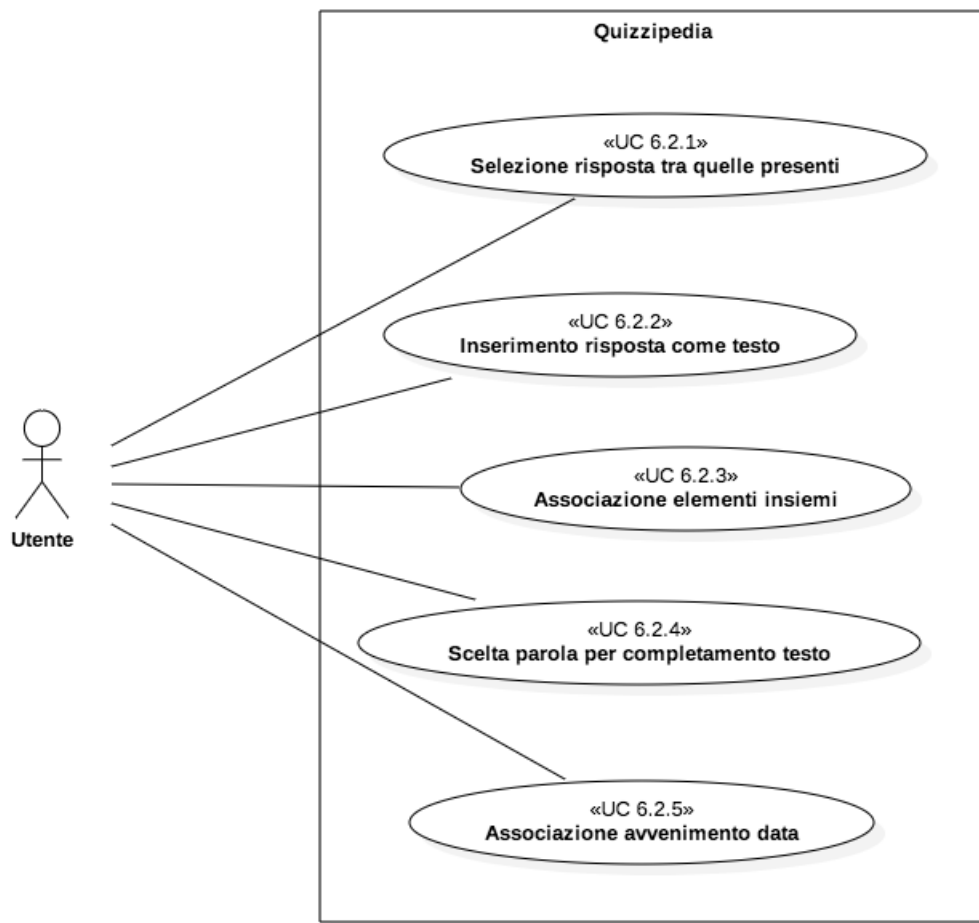 Quizzipedia
«UC 6.2.1»
Selezione risposta tra quelle presenti
«UC 6.2.2»
Inserimento risposta come testo
«UC 6.2.3»
Associazione elementi insiemi
Utente
«UC 6.2.4»
Scelta parola per completamento testo
«UC 6.2.5»
Associazione avvenimento data